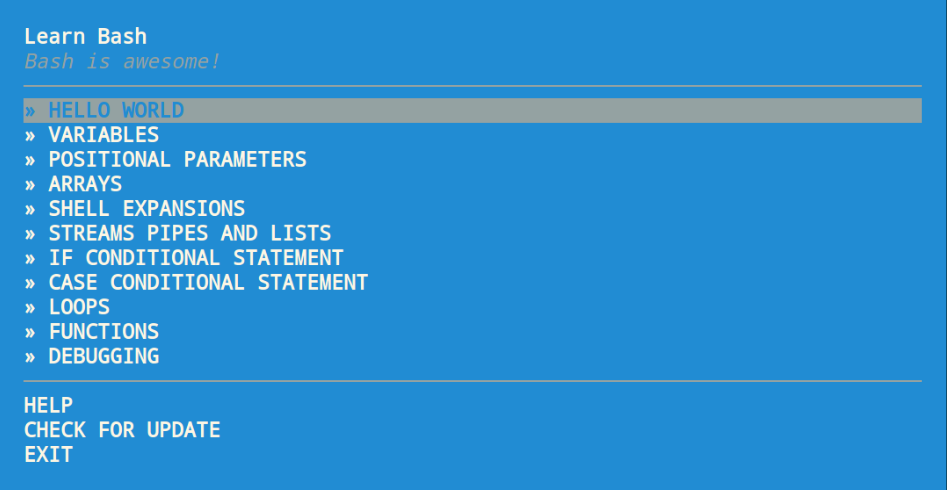 Learn Bash
Bash is awesome!
» HELLO WORLD
» VARIABLES
» POSITIONAL PARAMETERS
» ARRAYS
» SHELL EXPANSIONS
» STREAMS PIPES AND LISTS
» IF CONDITIONAL STATEMENT
» CASE CONDITIONAL STATEMENT
» LOOPS
» FUNCTIONS
» DEBUGGING
HELP
CHECK FOR UPDATE
EXIT